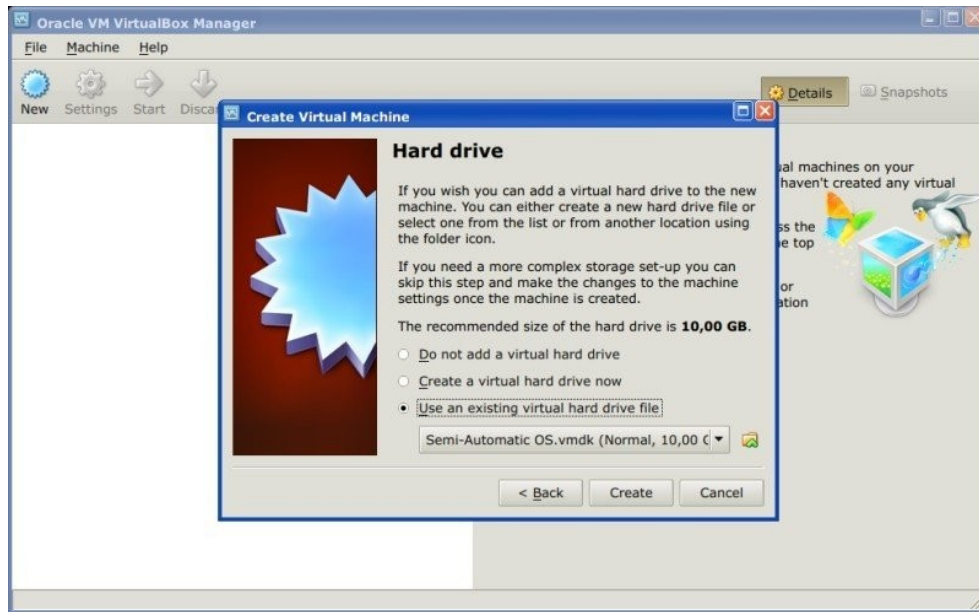 Oracle VM VirtualBox Manager
File Machine Help
New Settings Start
Details Snapshots
Create Virtual Machine
Hard drive
If you wish you can add a virtual hard drive to the new
machine. You can either create a new hard drive file or
select one from the list or from another location using
the folder icon.
If you need a more complex storage set-up you can
skip this step and make the changes to the machine
settings once the machine is created.
The recommended size of the hard drive is 10,00 GB.
Do not add a virtual hard drive
Create a virtual hard drive now
Use an existing virtual hard drive file
Semi-Automatic OS.vmdk (Normal, 10,00
< Back Create Cancel
machines on your
haven't created any virtual
the
top
or